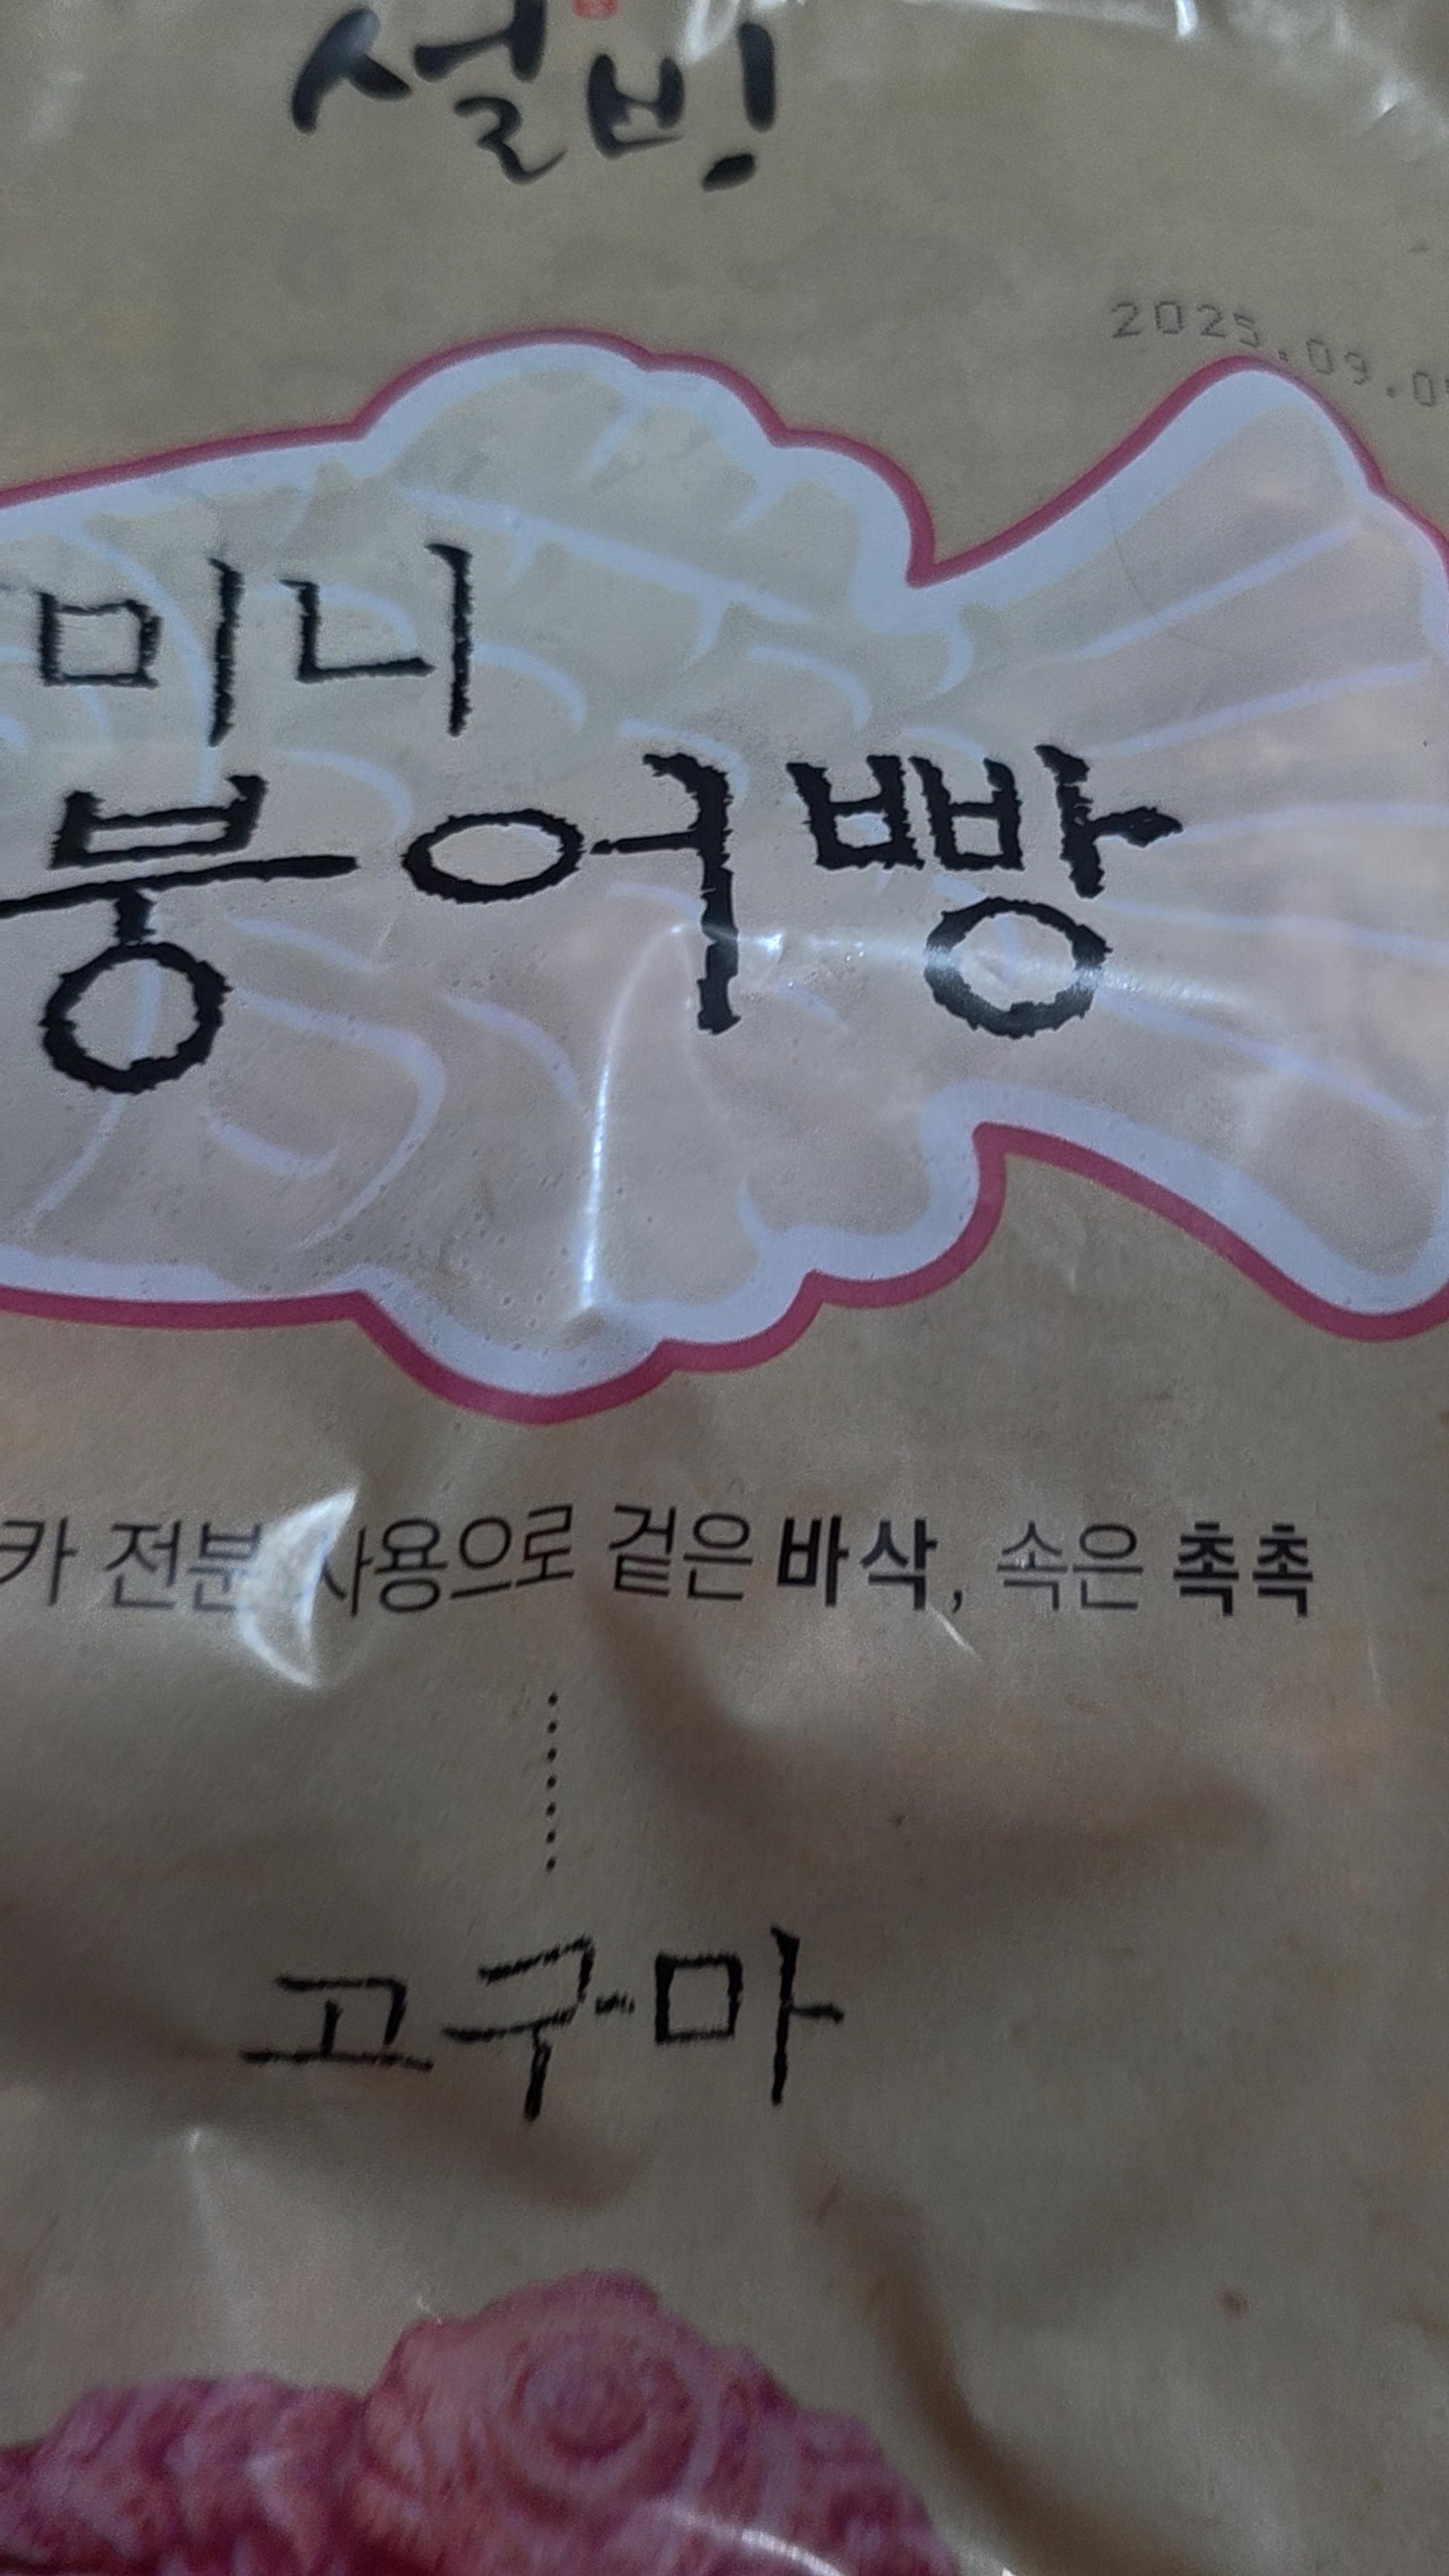 설빙
2025.09.0
미니
붕어빵
카 전분 사용으로 겉은 바삭, 속은 촉촉
고구마